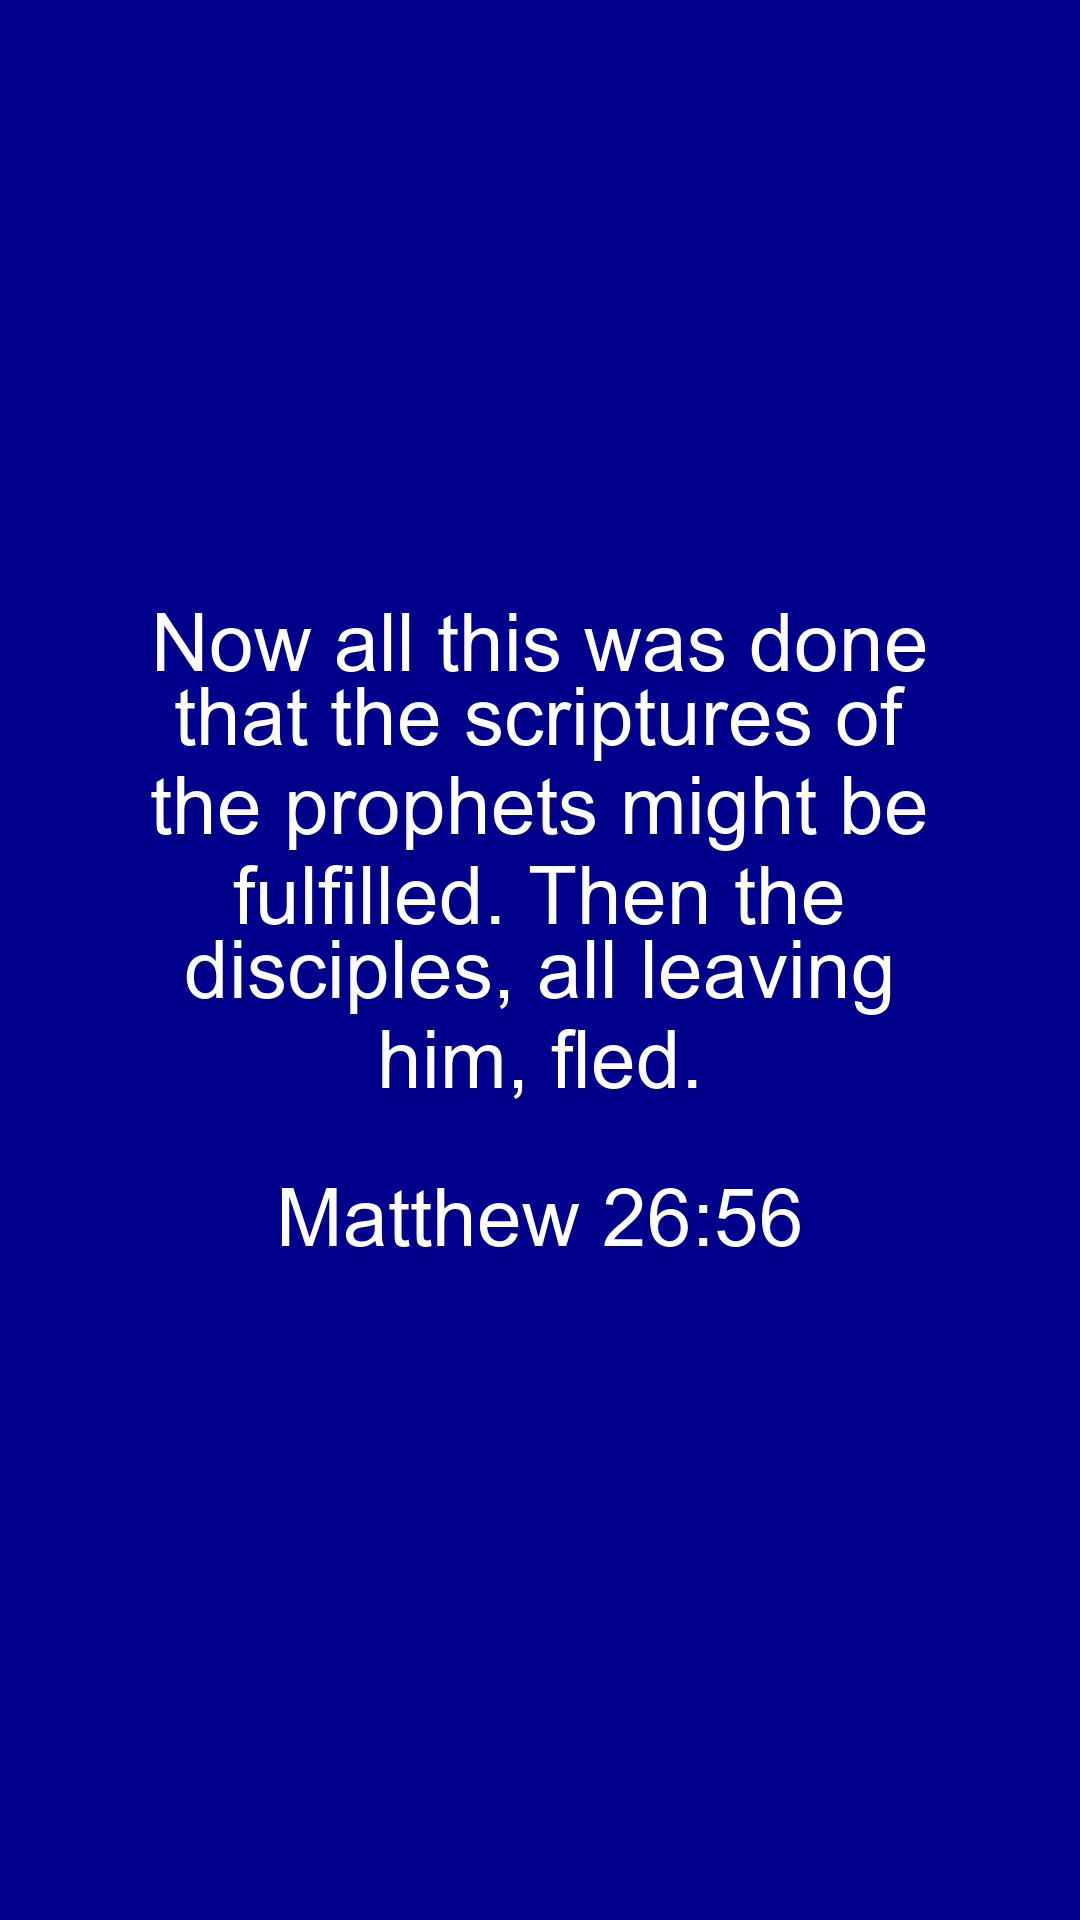 Now all this was done
that the scriptures of
the prophets might be
fulfilled. Then the
disciples, all leaving
him, fled.
Matthew 26:56